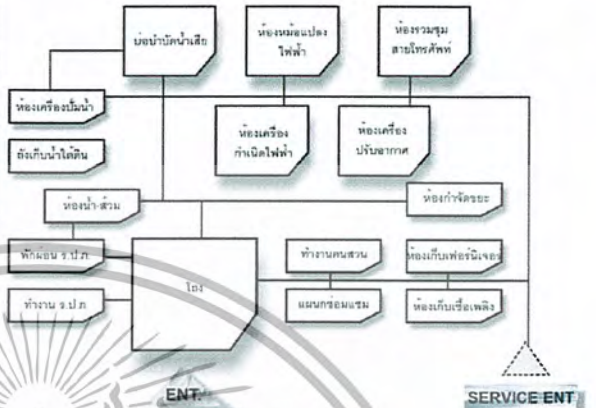 บ่อบำบัดน้ำเสีย
ห้องหม้อแปลง
ไฟฟ้า
ห้องรวมชุม
สายโทรศัพท์
ห้องเครื่องปั๊มน้ำ
ห้องเครื่อง
กำเนิดไฟฟ้า
ห้องเครื่อง
ปรับอากาศ
ถังเก็บน้ำใต้ดิน
ห้องน้ำ-ส้วม
ห้องกำจัดขยะ
พักผ่อน ร.ป.ภ.
โถง
ทำงานคนสวน
ห้องเก็บเฟอร์นิเจอร์
ทำงาน ร.ป.ภ.
แผนกซ่อมแซม
ห้องเก็บเชื้อเพลิง
ENT.
SERVICE ENT